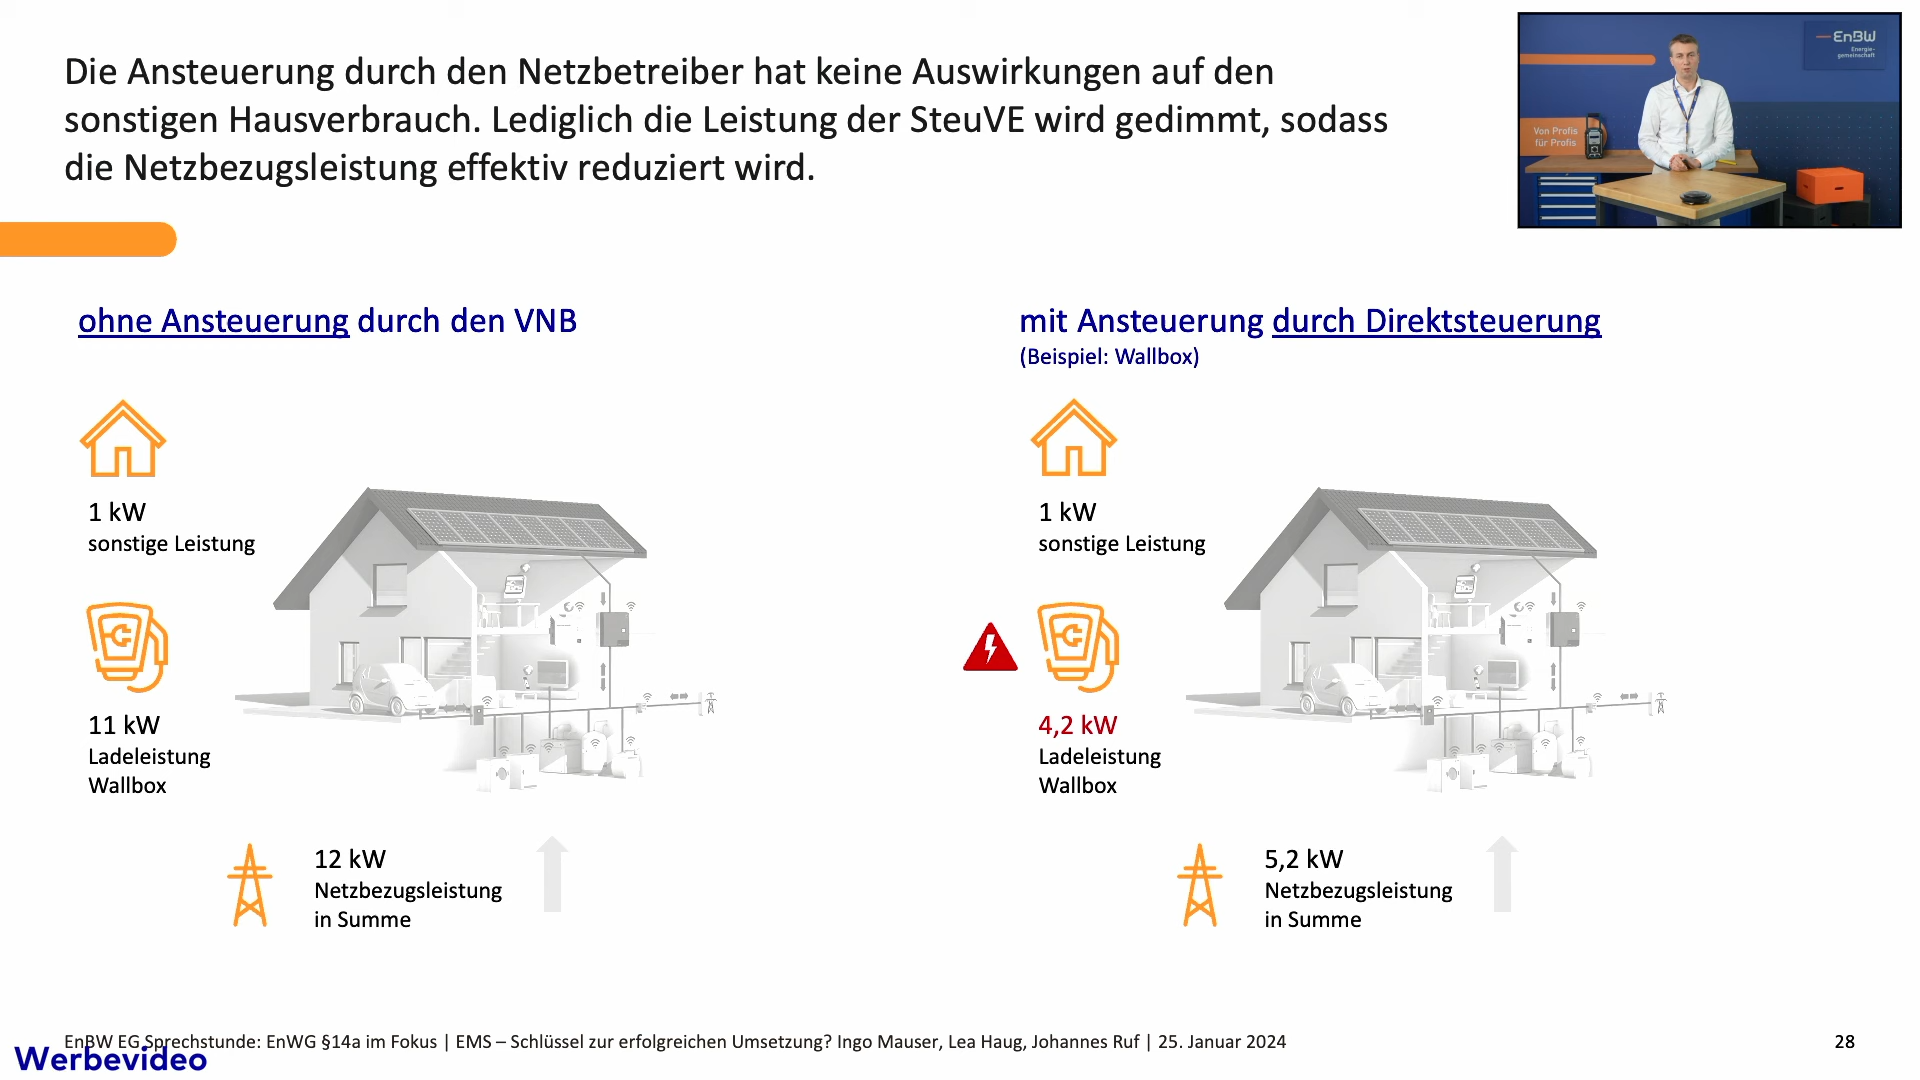 Die Ansteuerung durch den Netzbetreiber hat keine Auswirkungen auf den
sonstigen Hausverbrauch. Lediglich die Leistung der SteuVE wird gedimmt, sodass
die Netzbezugsleistung effektiv reduziert wird.
EnBW
Energie-
gemeinschaft
Von Profis
für Profis
ohne Ansteuerung durch den VNB
1 kW
sonstige Leistung
11 kW
Ladeleistung
Wallbox
12 kW
Netzbezugsleistung
in Summe
mit Ansteuerung durch Direktsteuerung
(Beispiel: Wallbox)
1 kW
sonstige Leistung
4,2 kW
Ladeleistung
Wallbox
5,2 kW
Netzbezugsleistung
in Summe
EnBW EG Sprechstunde: EnWG §14a im Fokus | EMS – Schlüssel zur erfolgreichen Umsetzung? Ingo Mauser, Lea Haug, Johannes Ruf | 25. Januar 2024
28
Werbevideo